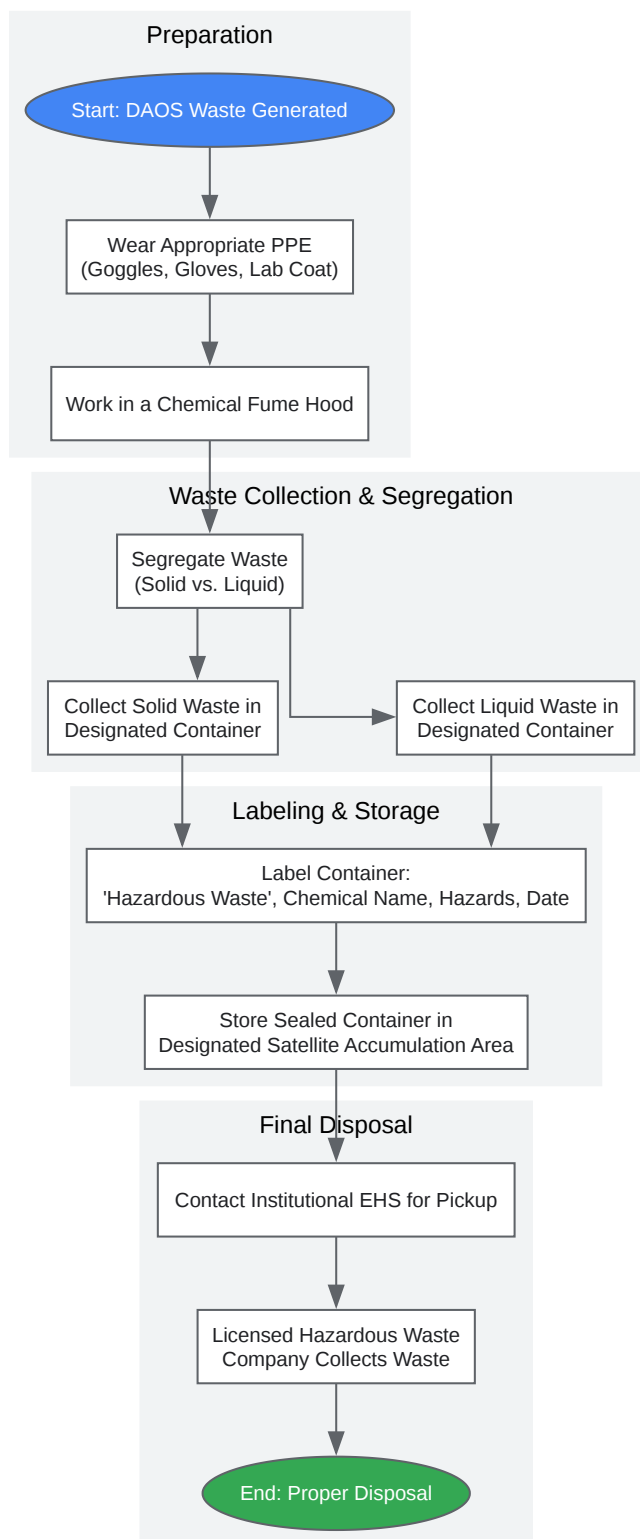 Preparation
Start: DAOS Waste Generated
Wear Appropriate PPE
(Goggles, Gloves, Lab Coat)
Work in a Chemical Fume Hood
Waste Collection & Segregation
Segregate Waste
(Solid vs. Liquid)
Collect Solid Waste in
Designated Container
Collect Liquid Waste in
Designated Container
Labeling & Storage
Label Container:
'Hazardous Waste', Chemical Name, Hazards, Date
Store Sealed Container in
Designated Satellite Accumulation Area
Final Disposal
Contact Institutional EHS for Pickup
Licensed Hazardous Waste
Company Collects Waste
End: Proper Disposal